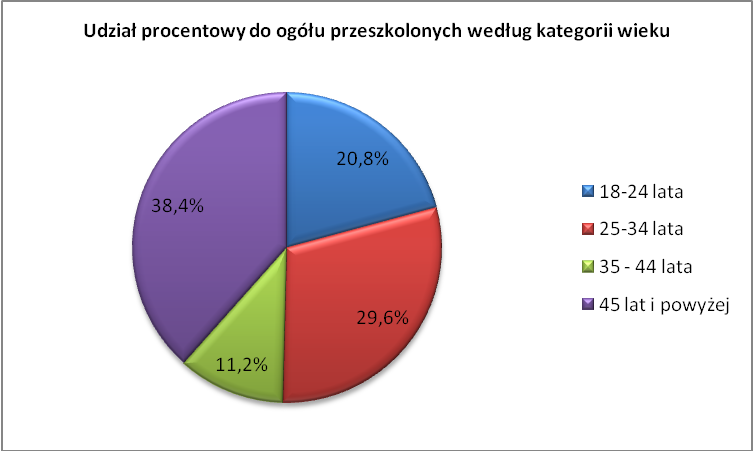 Udział procentowy do ogółu przeszkolonych według kategorii wieku
20,8%
38,4%
29,6%
11,2%
18-24 lata
25-34 lata
35 - 44 lata
45 lat i powyżej